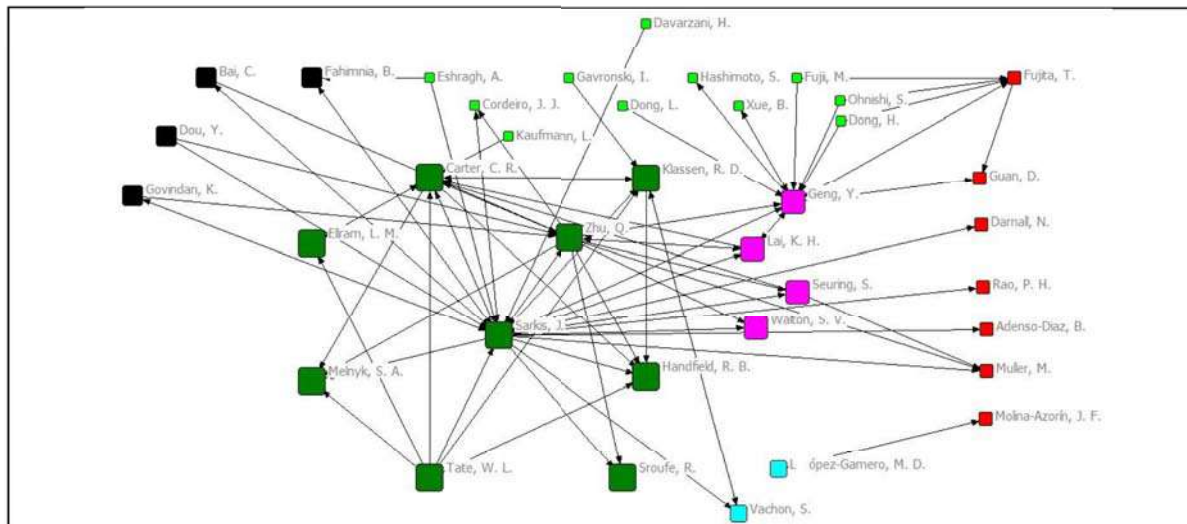 Davarzani, H.
Bai, C.
Fahimnia, B.
Eshragh, A.
Gavronski, I.
Hashimoto, S.
Fujii, M.
Fujita, T.
Cordeiro, J. J.
Dong, L.
Xue, B.
Ohnishi, S.
Dong, H.
Dou, Y.
Kaufmann, L.
Carter, C. R.
Klassen, R. D.
Guan, D.
Govindan, K.
Geng, Y.
Darnall, N.
Ellram, L. M.
Zhu, Q.
Lai, K. H.
Seuring, S.
Rao, P. H.
Sarkis, J.
Walton, S. V.
Adenso-Diaz, B.
Melnyk, S. A.
Handfield, R. B.
Muller, M.
Molina-Azorín, J. F.
Tate, W. L.
Sroufe, R.
L ópez-Gamero, M. D.
Vachon, S.